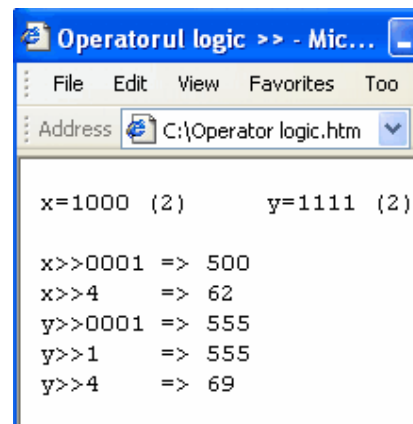 Operatorul logic >> - Mic...
File Edit View Favorites Too
Address C:\Operator logic.htm
x=1000 (2) y=1111 (2)
x>>0001 => 500
x>>4 => 62
y>>0001 => 555
y>>1 => 555
y>>4 => 69